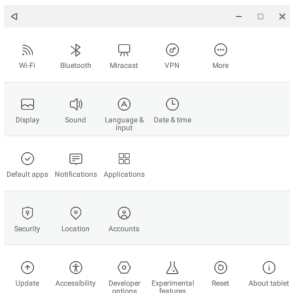 Wi-Fi
Bluetooth
Miracast
VPN
More
Display
Sound
Language &
input
Date & time
Default apps
Notifications
Applications
Security
Location
Accounts
Update
Accessibility
Developer
options
Experimental
features
Reset
About tablet